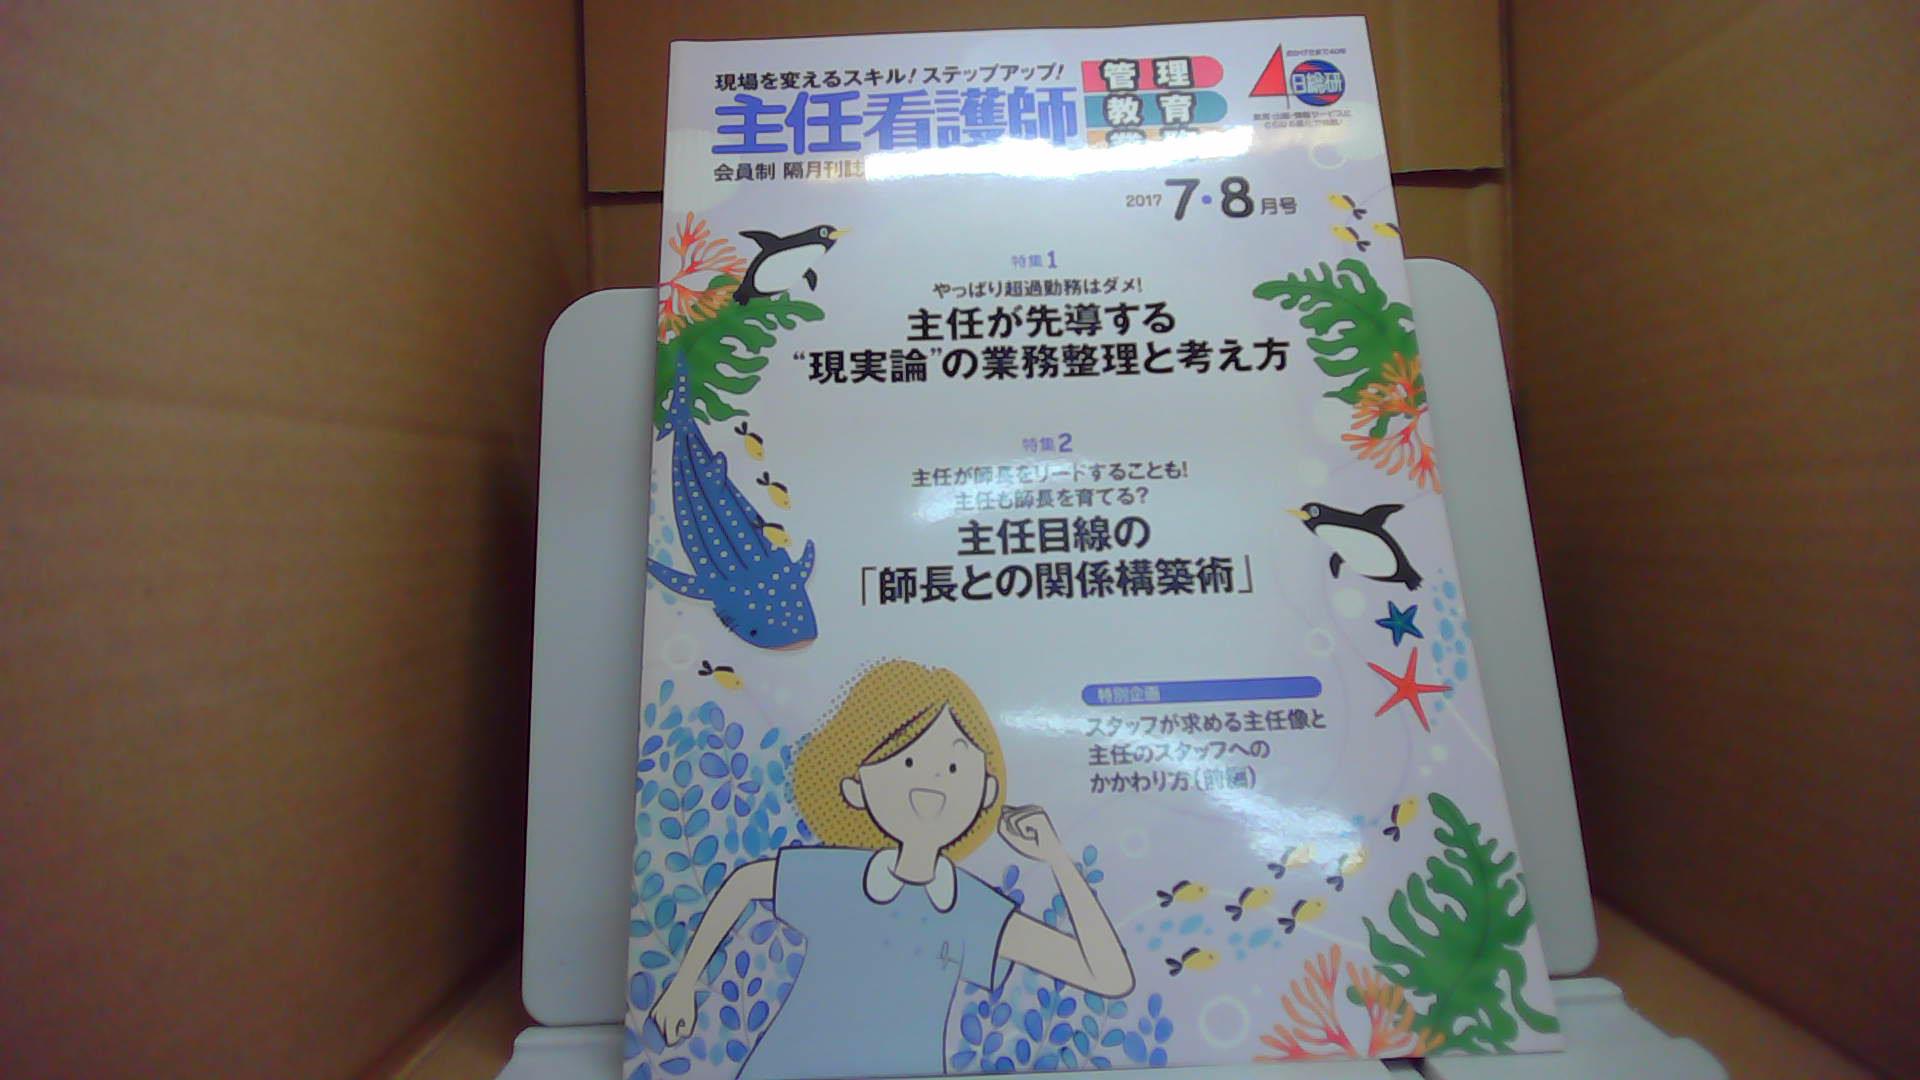 現場を変えるスキル!ステップアップ!
主任看護師
管理
教育
日総研
会員制 隔月刊誌
2017 7・8月号
特集1
やっぱり超過勤務はダメ!
主任が先導する
“現実論”の業務整理と考え方
特集2
主任が師長をリードすることも!
主任も師長を育てる?
主任目線の
「師長との関係構築術」
特別企画
スタッフが求める主任像と
主任のスタッフへの
かかわり方(前編)